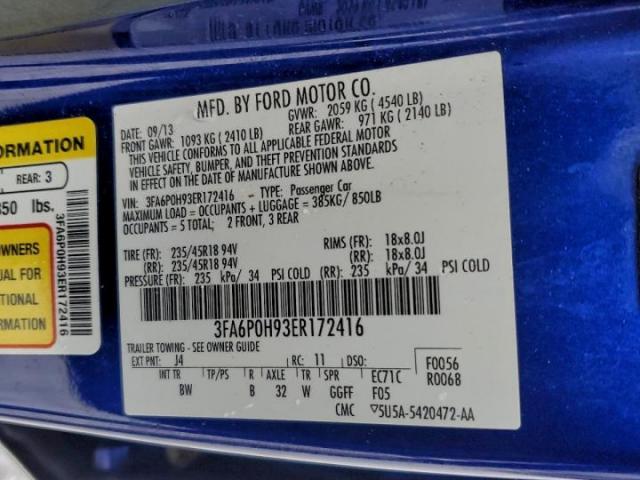 MFD. BY FORD MOTOR CO.
DATE: 09/13
GVWR: 2059 KG ( 4540 LB)
FRONT GAWR: 1093 KG ( 2410 LB)
REAR GAWR: 971 KG ( 2140 LB)
THIS VEHICLE CONFORMS TO ALL APPLICABLE FEDERAL MOTOR
VEHICLE SAFETY, BUMPER, AND THEFT PREVENTION STANDARDS
IN EFFECT ON THE DATE OF MANUFACTURE SHOWN ABOVE.
VIN: 3FA6P0H93ER172416 TYPE: Passenger Car
MAXIMUM LOAD = OCCUPANTS + LUGGAGE = 385KG/ 850LB
OCCUPANTS = 5 TOTAL; 2 FRONT, 3 REAR
TIRE (FR): 235/45R18 94V RIMS (FR): 18x8.0J
(RR): 235/45R18 94V (RR): 18x8.0J
PRESSURE (FR): 235 kPa/ 34 PSI COLD (RR): 235 kPa/ 34 PSI COLD
3FA6P0H93ER172416
TRAILER TOWING - SEE OWNER GUIDE
EXT PNT: J4 RC: 11 DSO: F0056
R0068
INT TR TP/PS R AXLE TR SPR EC71C
BW B 32 W GGFF F05
CMC 5U5A-5420472-AA
ORMATION
REAR: 3
850 lbs.
OWNERS
UAL FOR
TIONAL
RMATION
3FA6P0H93ER172416